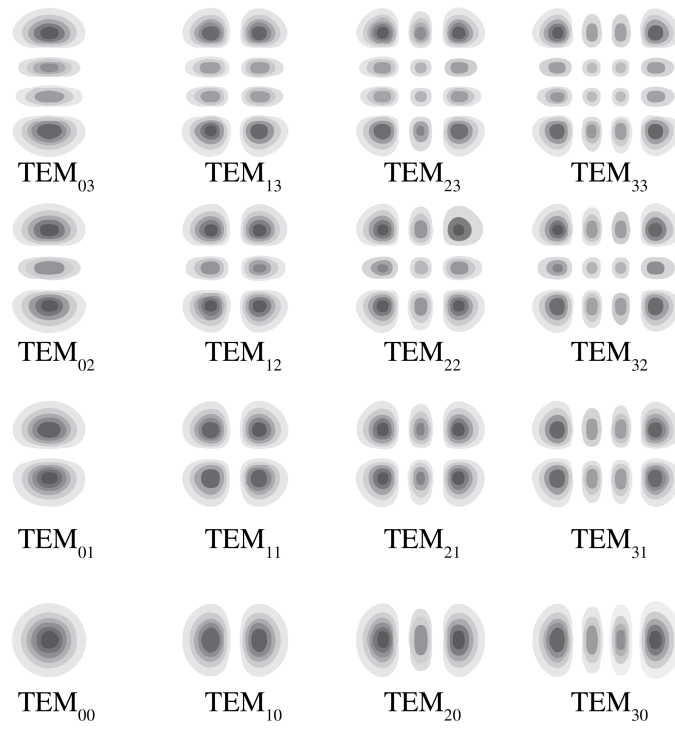 TEM₀₃ TEM₁₃ TEM₂₃ TEM₃₃
TEM₀₂ TEM₁₂ TEM₂₂ TEM₃₂
TEM₀₁ TEM₁₁ TEM₂₁ TEM₃₁
TEM₀₀ TEM₁₀ TEM₂₀ TEM₃₀